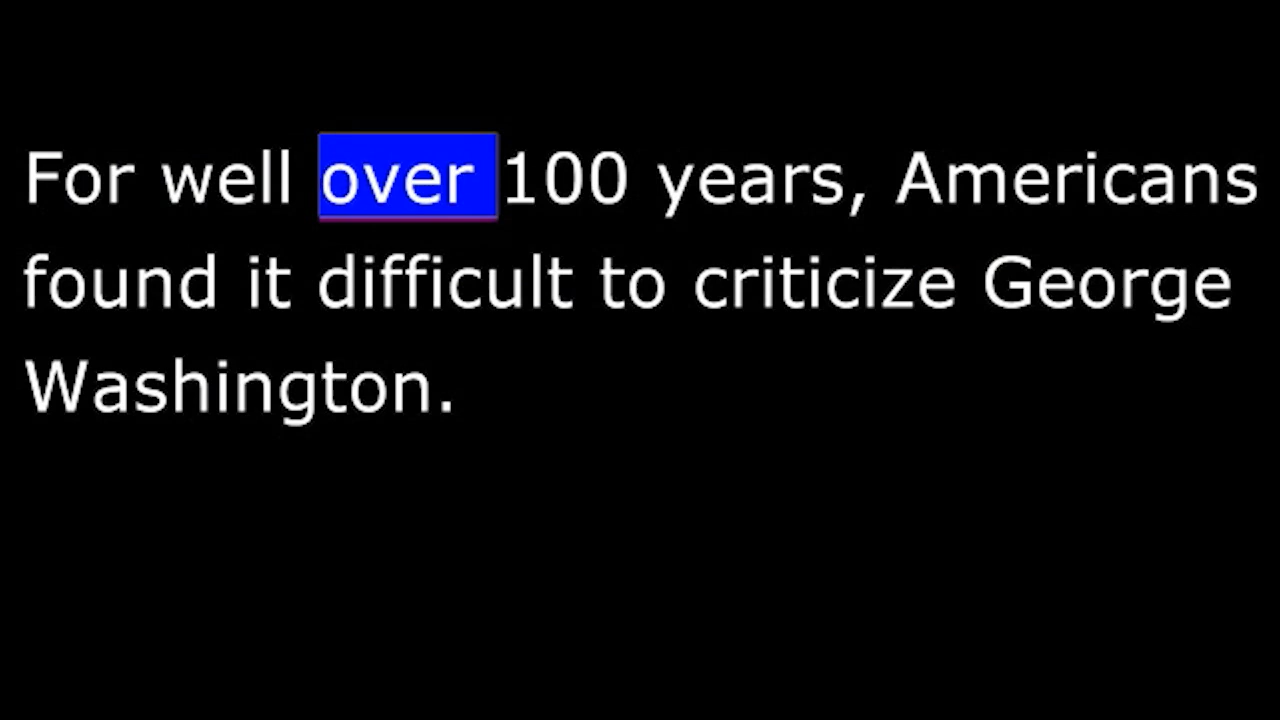 For well over 100 years, Americans
found it difficult to criticize George
Washington.